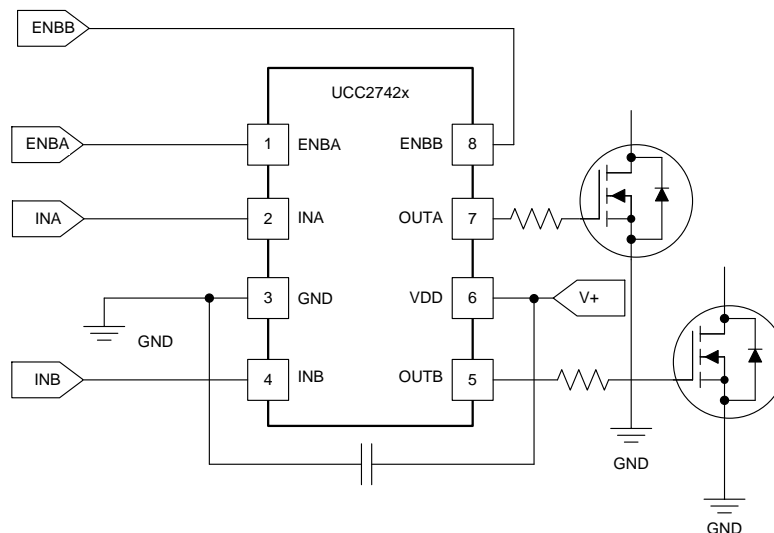 ENBB
UCC2742x
ENBA
1
ENBA
ENBB
8
INA
2
INA
OUTA
7
3
GND
VDD
6
V+
GND
INB
4
INB
OUTB
5
GND
GND